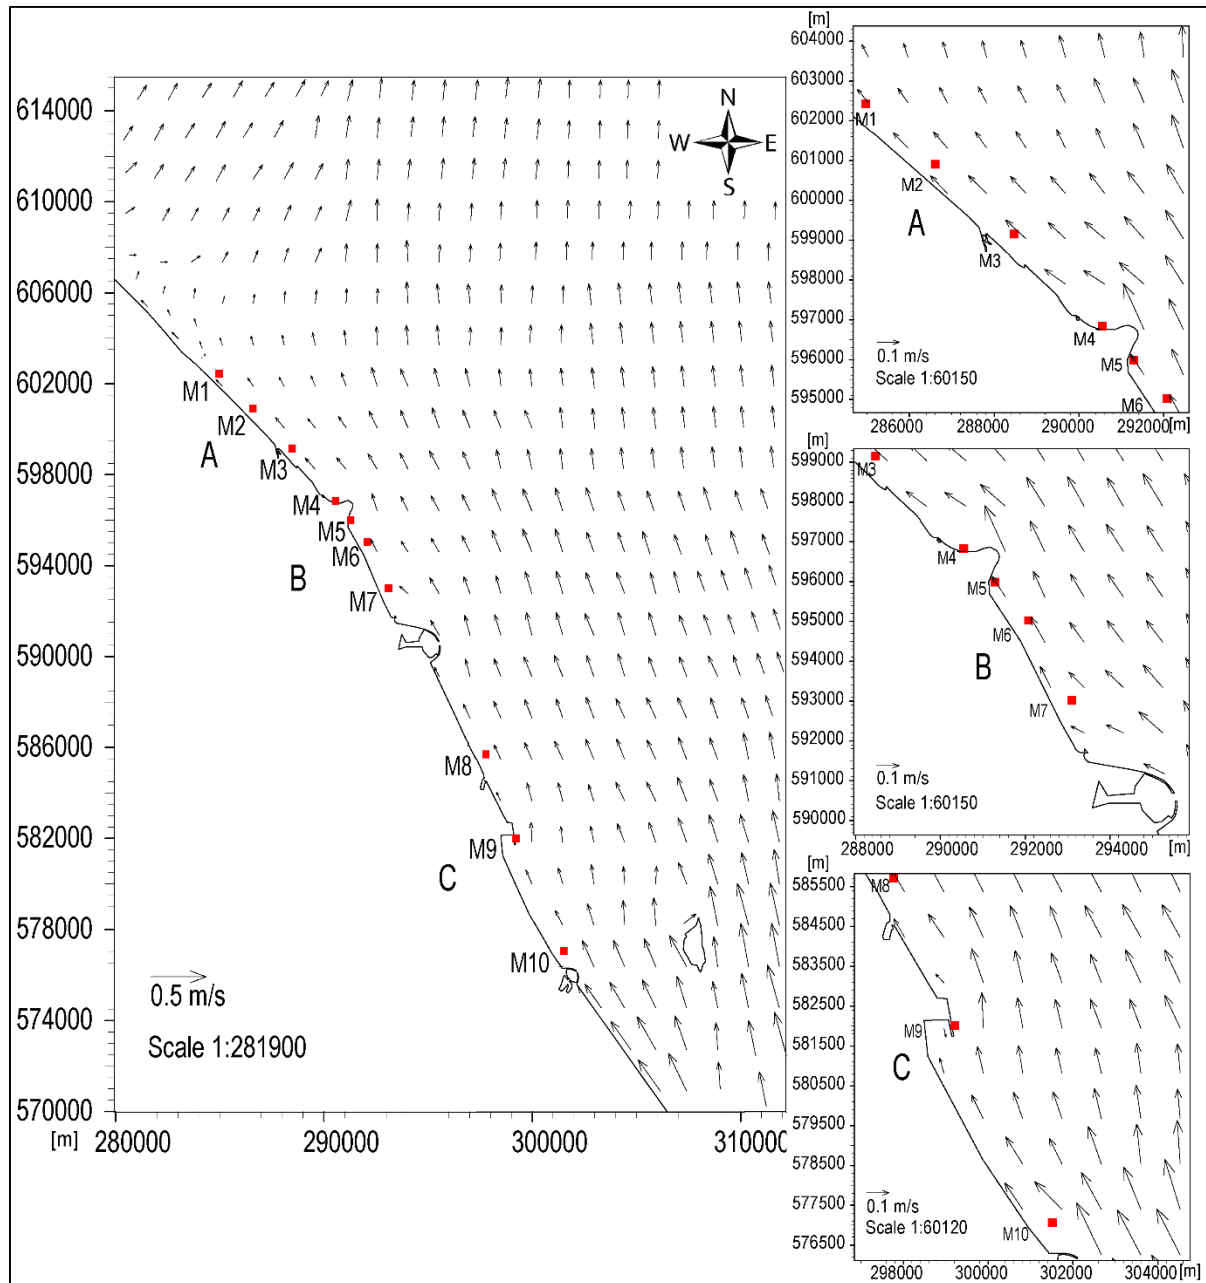 614000
610000
606000
602000
598000
594000
590000
586000
582000
578000
574000
570000
[m]
280000
290000
300000
310000
N
W
E
S
M1
M2
A
M3
M4
M5
M6
B
M7
M8
M9
C
M10
0.5 m/s
Scale 1:281900
[m]
604000
603000
602000
601000
600000
599000
598000
597000
596000
595000
M1
M2
A
M3
M4
M5
M6
0.1 m/s
Scale 1:60150
286000
288000
290000
292000
[m]
[m]
599000
598000
597000
596000
595000
594000
593000
592000
591000
590000
M3
M4
M5
M6
B
M7
0.1 m/s
Scale 1:60150
288000
290000
292000
294000
[m]
585500
584500
583500
582500
581500
580500
579500
578500
577500
576500
M8
M9
C
M10
0.1 m/s
Scale 1:60120
298000
300000
302000
304000
[m]